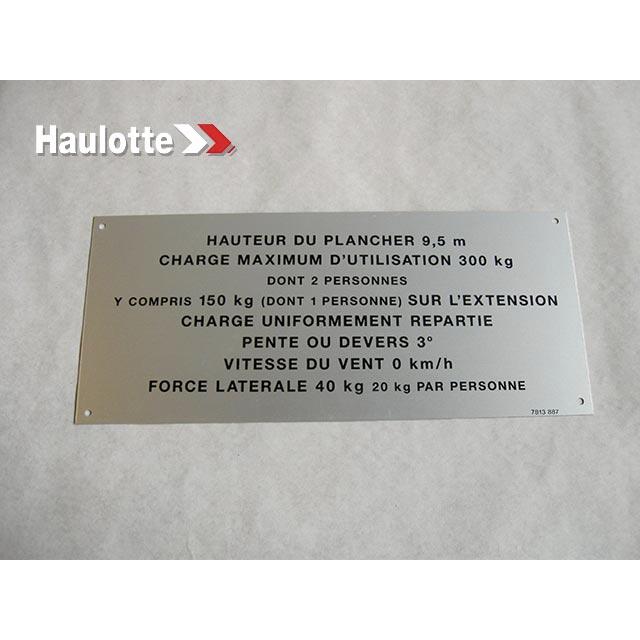 Haulotte
HAUTEUR DU PLANCHER 9,5 m
CHARGE MAXIMUM D'UTILISATION 300 kg
DONT 2 PERSONNES
Y COMPRIS 150 kg (DONT 1 PERSONNE) SUR L'EXTENSION
CHARGE UNIFORMEMENT REPARTIE
PENTE OU DEVERS 3°
VITESSE DU VENT 0 km/h
FORCE LATERALE 40 kg 20 kg PAR PERSONNE
7813 887